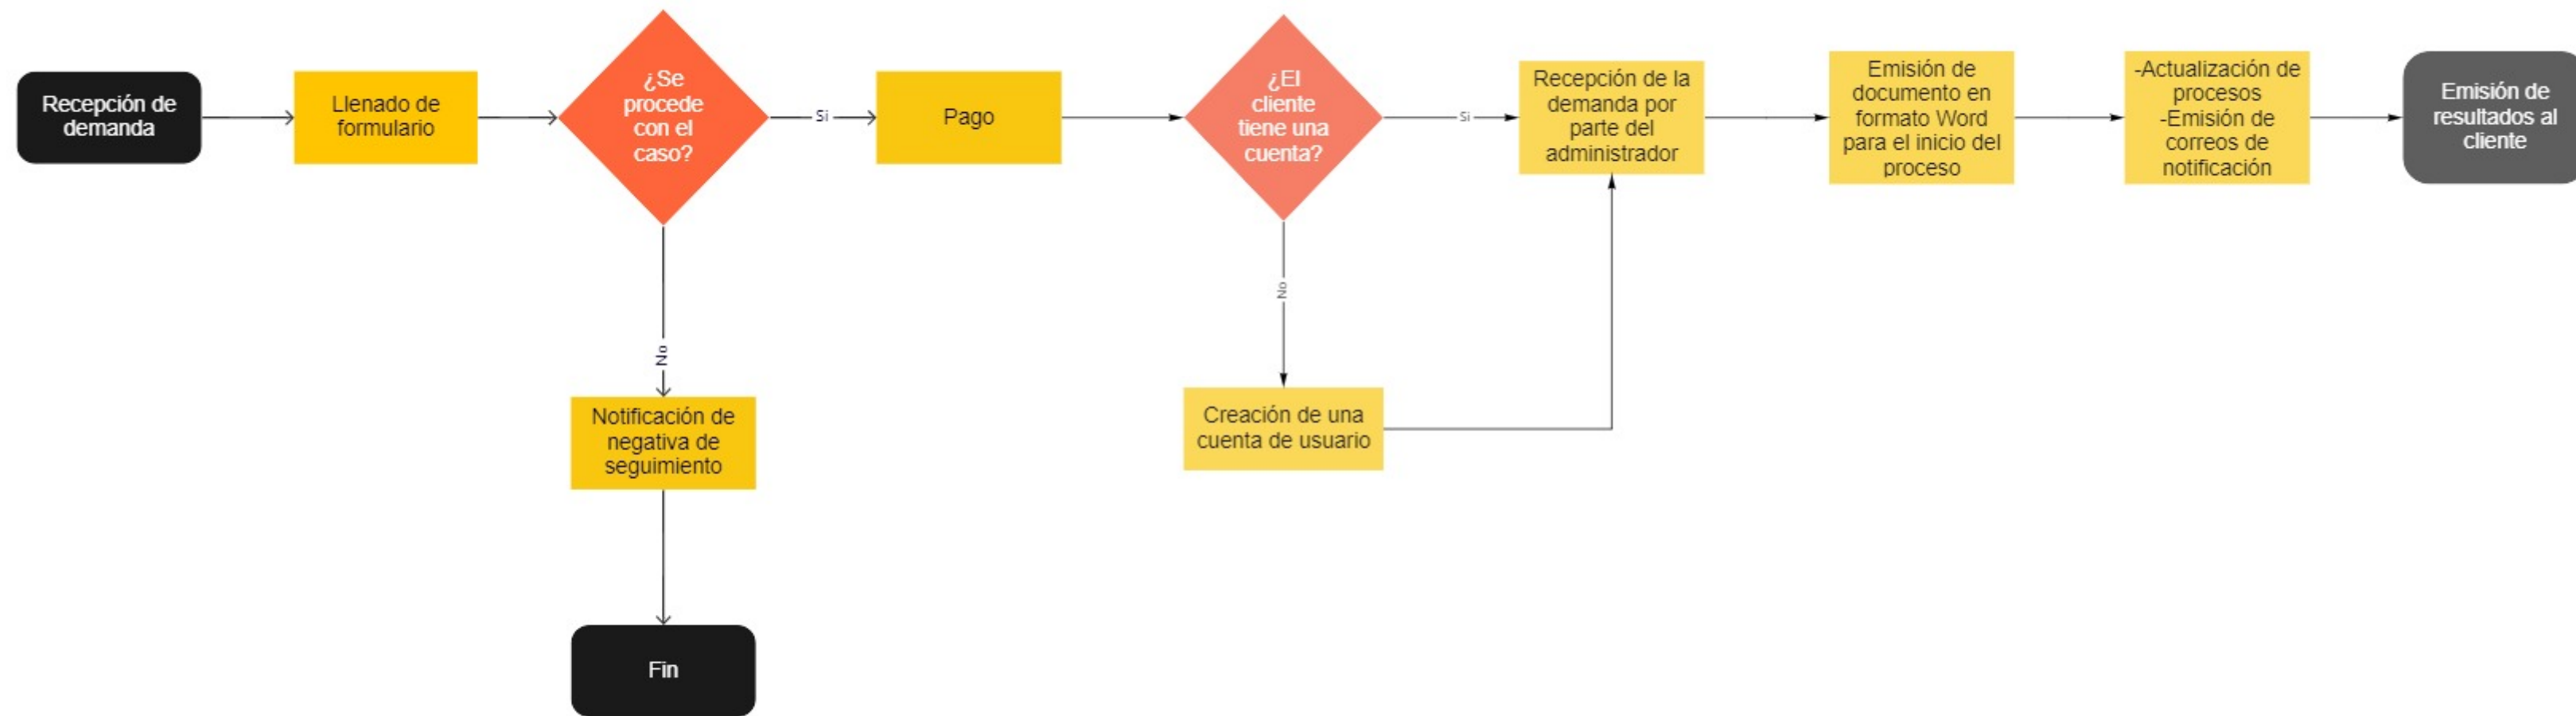 Recepción de
demanda
Llenado de
formulario
¿Se
procede
con el
caso?
Si
Pago
¿El
cliente
tiene una
cuenta?
Si
Recepción de la
demanda por
parte del
administrador
Emisión de
documento en
formato Word
para el inicio del
proceso
-Actualización de
procesos
-Emisión de
correos de
notificación
Emisión de
resultados al
cliente
No
No
Notificación de
negativa de
seguimiento
Creación de una
cuenta de usuario
Fin